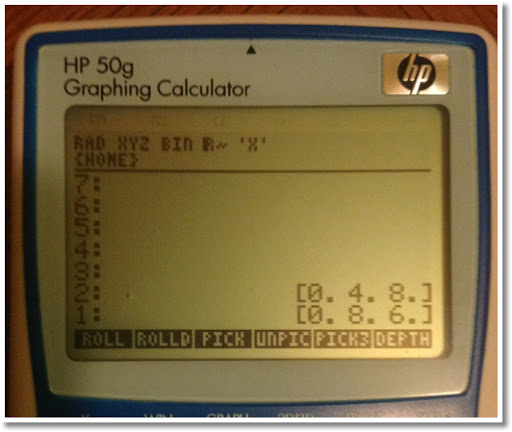 HP 50g
Graphing Calculator
hp
RAD XYZ BIN R~ 'X'
{HOME}
7:
6:
5:
4:
3:
2: [0. 4. 8.]
1: [0. 8. 6.]
ROLL ROLLD PICK UNPIC PICK3 DEPTH